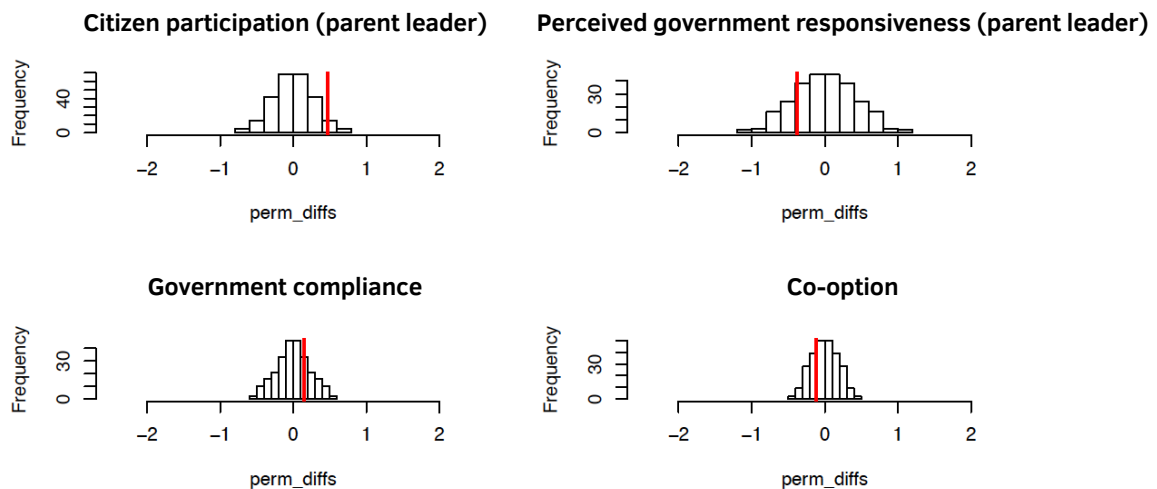 Citizen participation (parent leader)
Frequency
0 40
−2 −1 0 1 2
perm_diffs
Perceived government responsiveness (parent leader)
Frequency
0 30
−2 −1 0 1 2
perm_diffs
Government compliance
Frequency
0 30
−2 −1 0 1 2
perm_diffs
Co-option
Frequency
0 30
−2 −1 0 1 2
perm_diffs